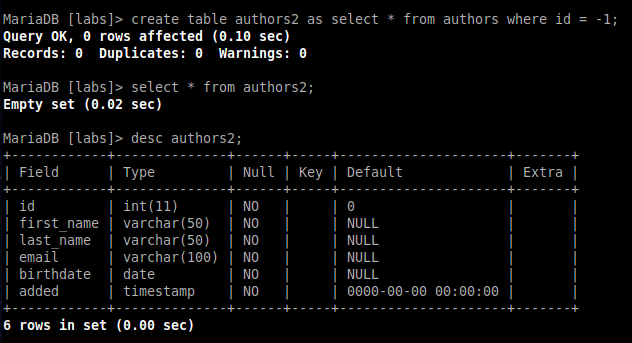 MariaDB [labs]> create table authors2 as select * from authors where id = -1;
Query OK, 0 rows affected (0.10 sec)
Records: 0  Duplicates: 0  Warnings: 0

MariaDB [labs]> select * from authors2;
Empty set (0.02 sec)

MariaDB [labs]> desc authors2;
+------------+--------------+------+-----+---------------------+-------+
| Field      | Type         | Null | Key | Default             | Extra |
+------------+--------------+------+-----+---------------------+-------+
| id         | int(11)      | NO   |     | 0                   |       |
| first_name | varchar(50)  | NO   |     | NULL                |       |
| last_name  | varchar(50)  | NO   |     | NULL                |       |
| email      | varchar(100) | NO   |     | NULL                |       |
| birthdate  | date         | NO   |     | NULL                |       |
| added      | timestamp    | NO   |     | 0000-00-00 00:00:00 |       |
+------------+--------------+------+-----+---------------------+-------+
6 rows in set (0.00 sec)